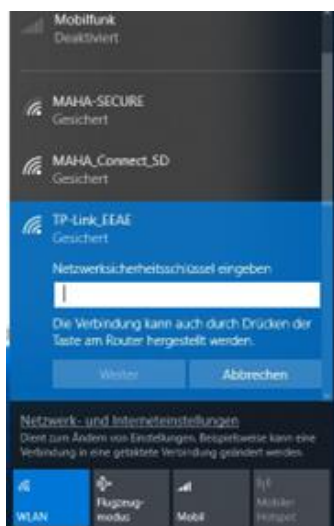 Mobilfunk
Deaktiviert
MAHA-SECURE
Gesichert
MAHA_Connect_SD
Gesichert
TP-Link_EEAE
Gesichert
Netzwerksicherheitsschlüssel eingeben
Die Verbindung kann auch durch Drücken der
Taste am Router hergestellt werden.
Weiter
Abbrechen
Netzwerk- und Interneteinstellungen
Dient zum Ändern von Einstellungen. Beispielsweise kann eine
Verbindung in eine getaktete Verbindung geändert werden.
WLAN
Flugzeug-
modus
Mobil
Mobiler
Hotspot